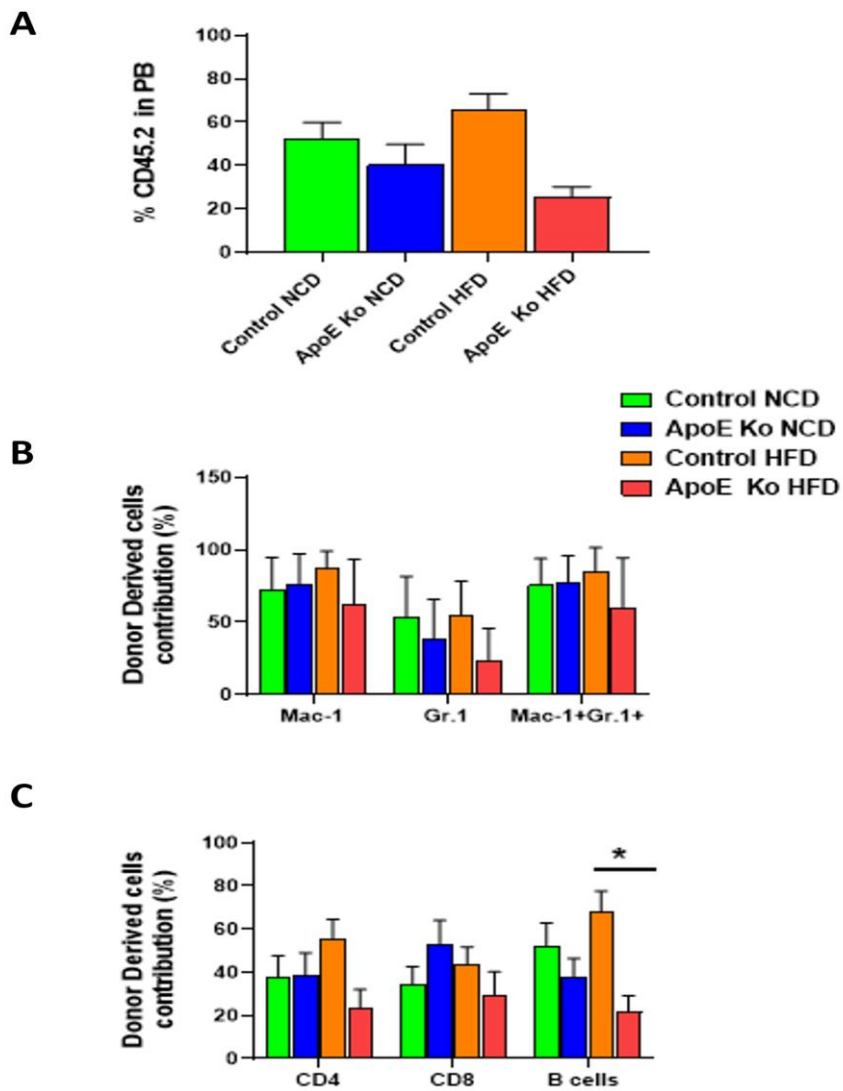 A
% CD45.2 in PB
100
80
60
40
20
0
Control NCD
ApoE Ko NCD
Control HFD
ApoE Ko HFD
Control NCD
ApoE Ko NCD
Control HFD
ApoE Ko HFD
B
Donor Derived cells
contribution (%)
150
100
50
0
Mac-1
Gr.1
Mac-1+Gr.1+
C
Donor Derived cells
contribution (%)
100
80
60
40
20
0
*
CD4
CD8
B cells